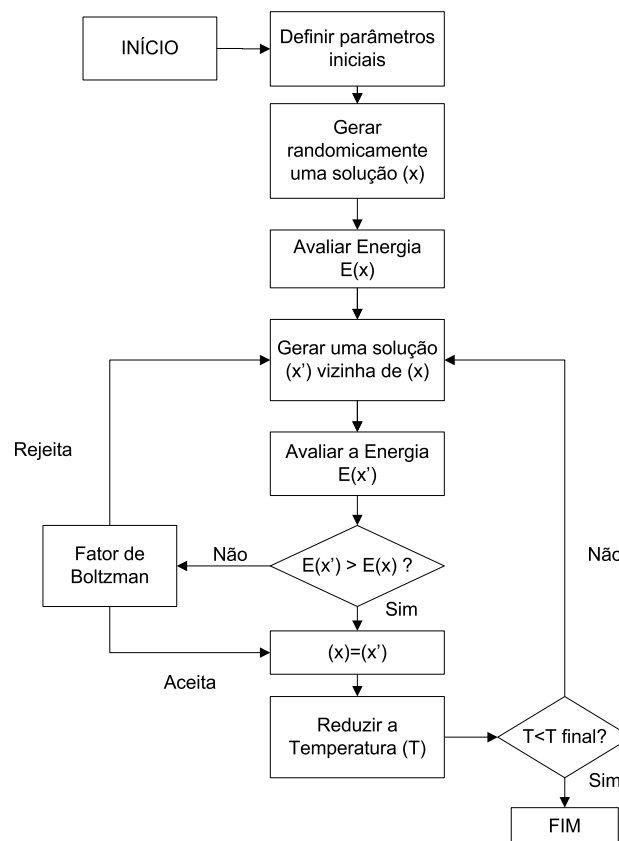 INÍCIO
Definir parâmetros
iniciais
Gerar
randomicamente
uma solução (x)
Avaliar Energia
E(x)
Gerar uma solução
(x’) vizinha de (x)
Rejeita
Avaliar a Energia
E(x’)
Fator de
Boltzman
Não
E(x’) > E(x) ?
Não
Sim
(x)=(x’)
Aceita
Reduzir a
Temperatura (T)
T<T final?
Sim
FIM